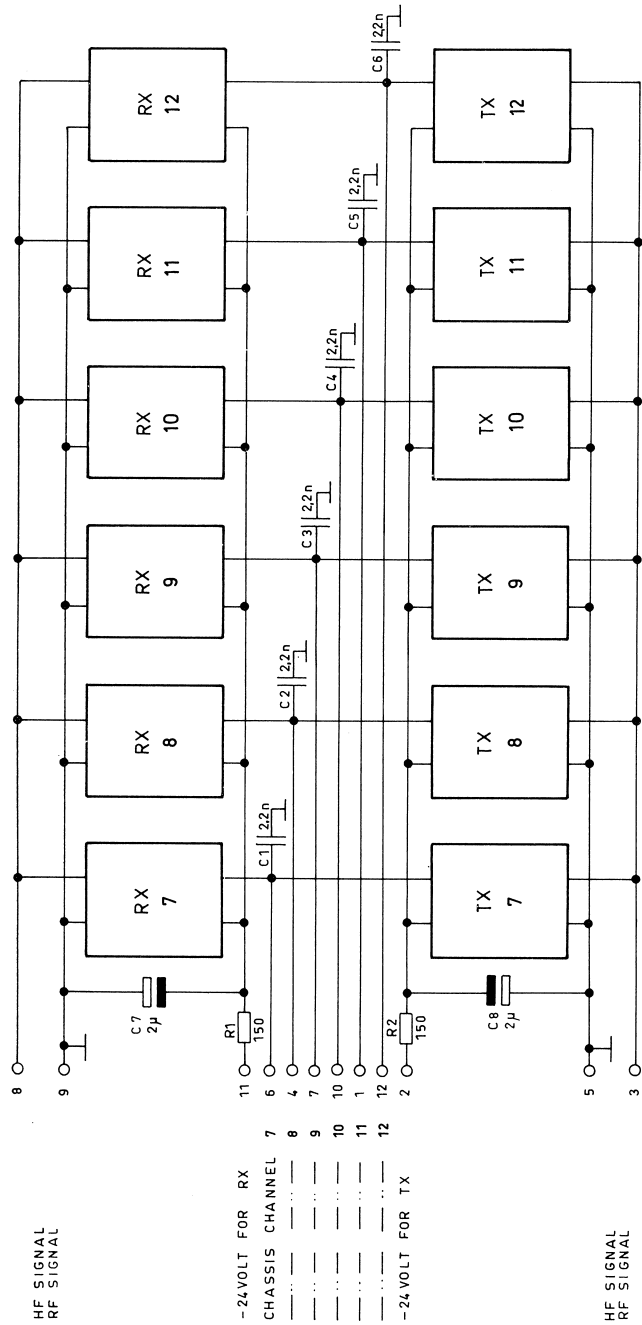 HF SIGNAL
RF SIGNAL
8
9
-24VOLT FOR RX
11
CHASSIS CHANNEL 7
6
—··— —··— 8
4
—··— —··— 9
7
—··— —··— 10
10
—··— —··— 11
1
—··— —··— 12
12
-24VOLT FOR TX
2
5
HF SIGNAL
RF SIGNAL
3
C7
2µ
R1
150
R2
150
C8
2µ
RX
7
RX
8
RX
9
RX
10
RX
11
RX
12
C1
2,2n
C2
2,2n
C3
2,2n
C4
2,2n
C5
2,2n
C6
2,2n
TX
7
TX
8
TX
9
TX
10
TX
11
TX
12